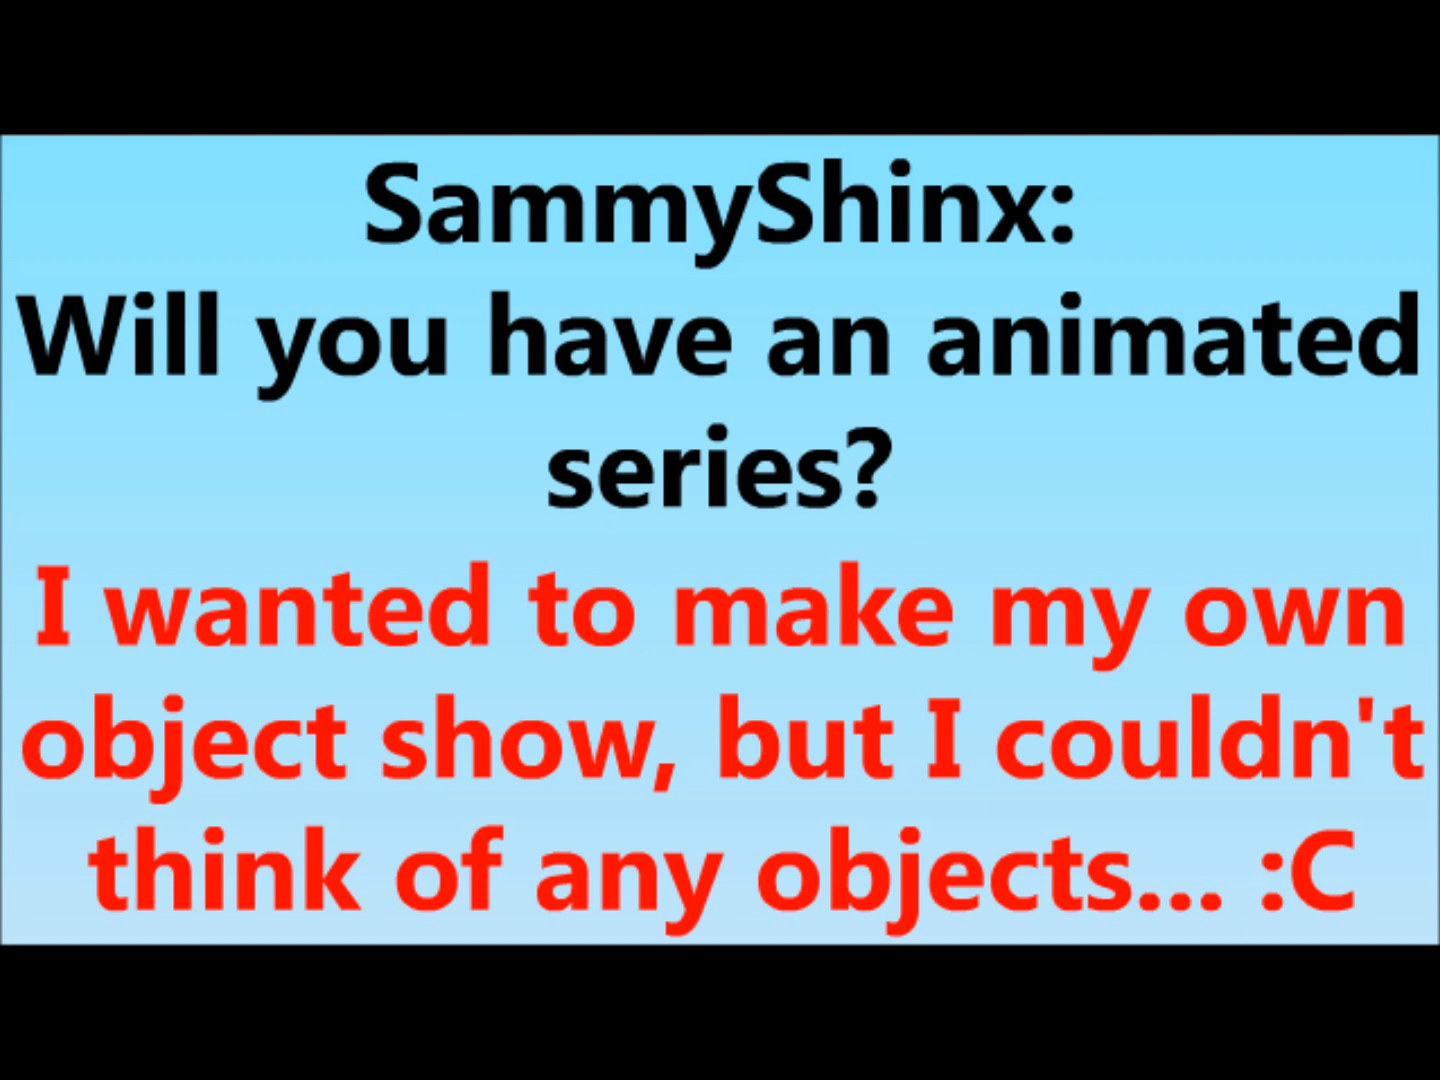 SammyShinx:
Will you have an animated
series?
I wanted to make my own
object show, but I couldn't
think of any objects... :C